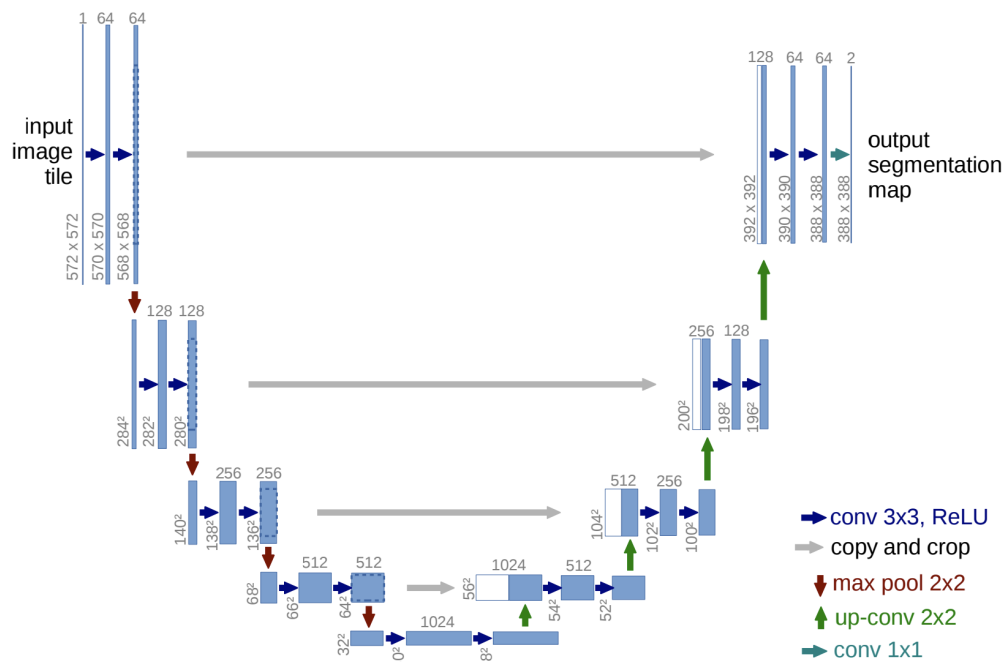 1 64 64
128 64 64 2
input
image
tile
output
segmentation
map
572 x 572
570 x 570
568 x 568
392 x 392
390 x 390
388 x 388
388 x 388
128 128
256 128
284²
282²
280²
200²
198²
196²
256 256
512 256
140²
138²
136²
104²
102²
100²
512 512
1024 512
68²
66²
64²
56²
54²
52²
1024
32²
0²
8²
conv 3x3, ReLU
copy and crop
max pool 2x2
up-conv 2x2
conv 1x1